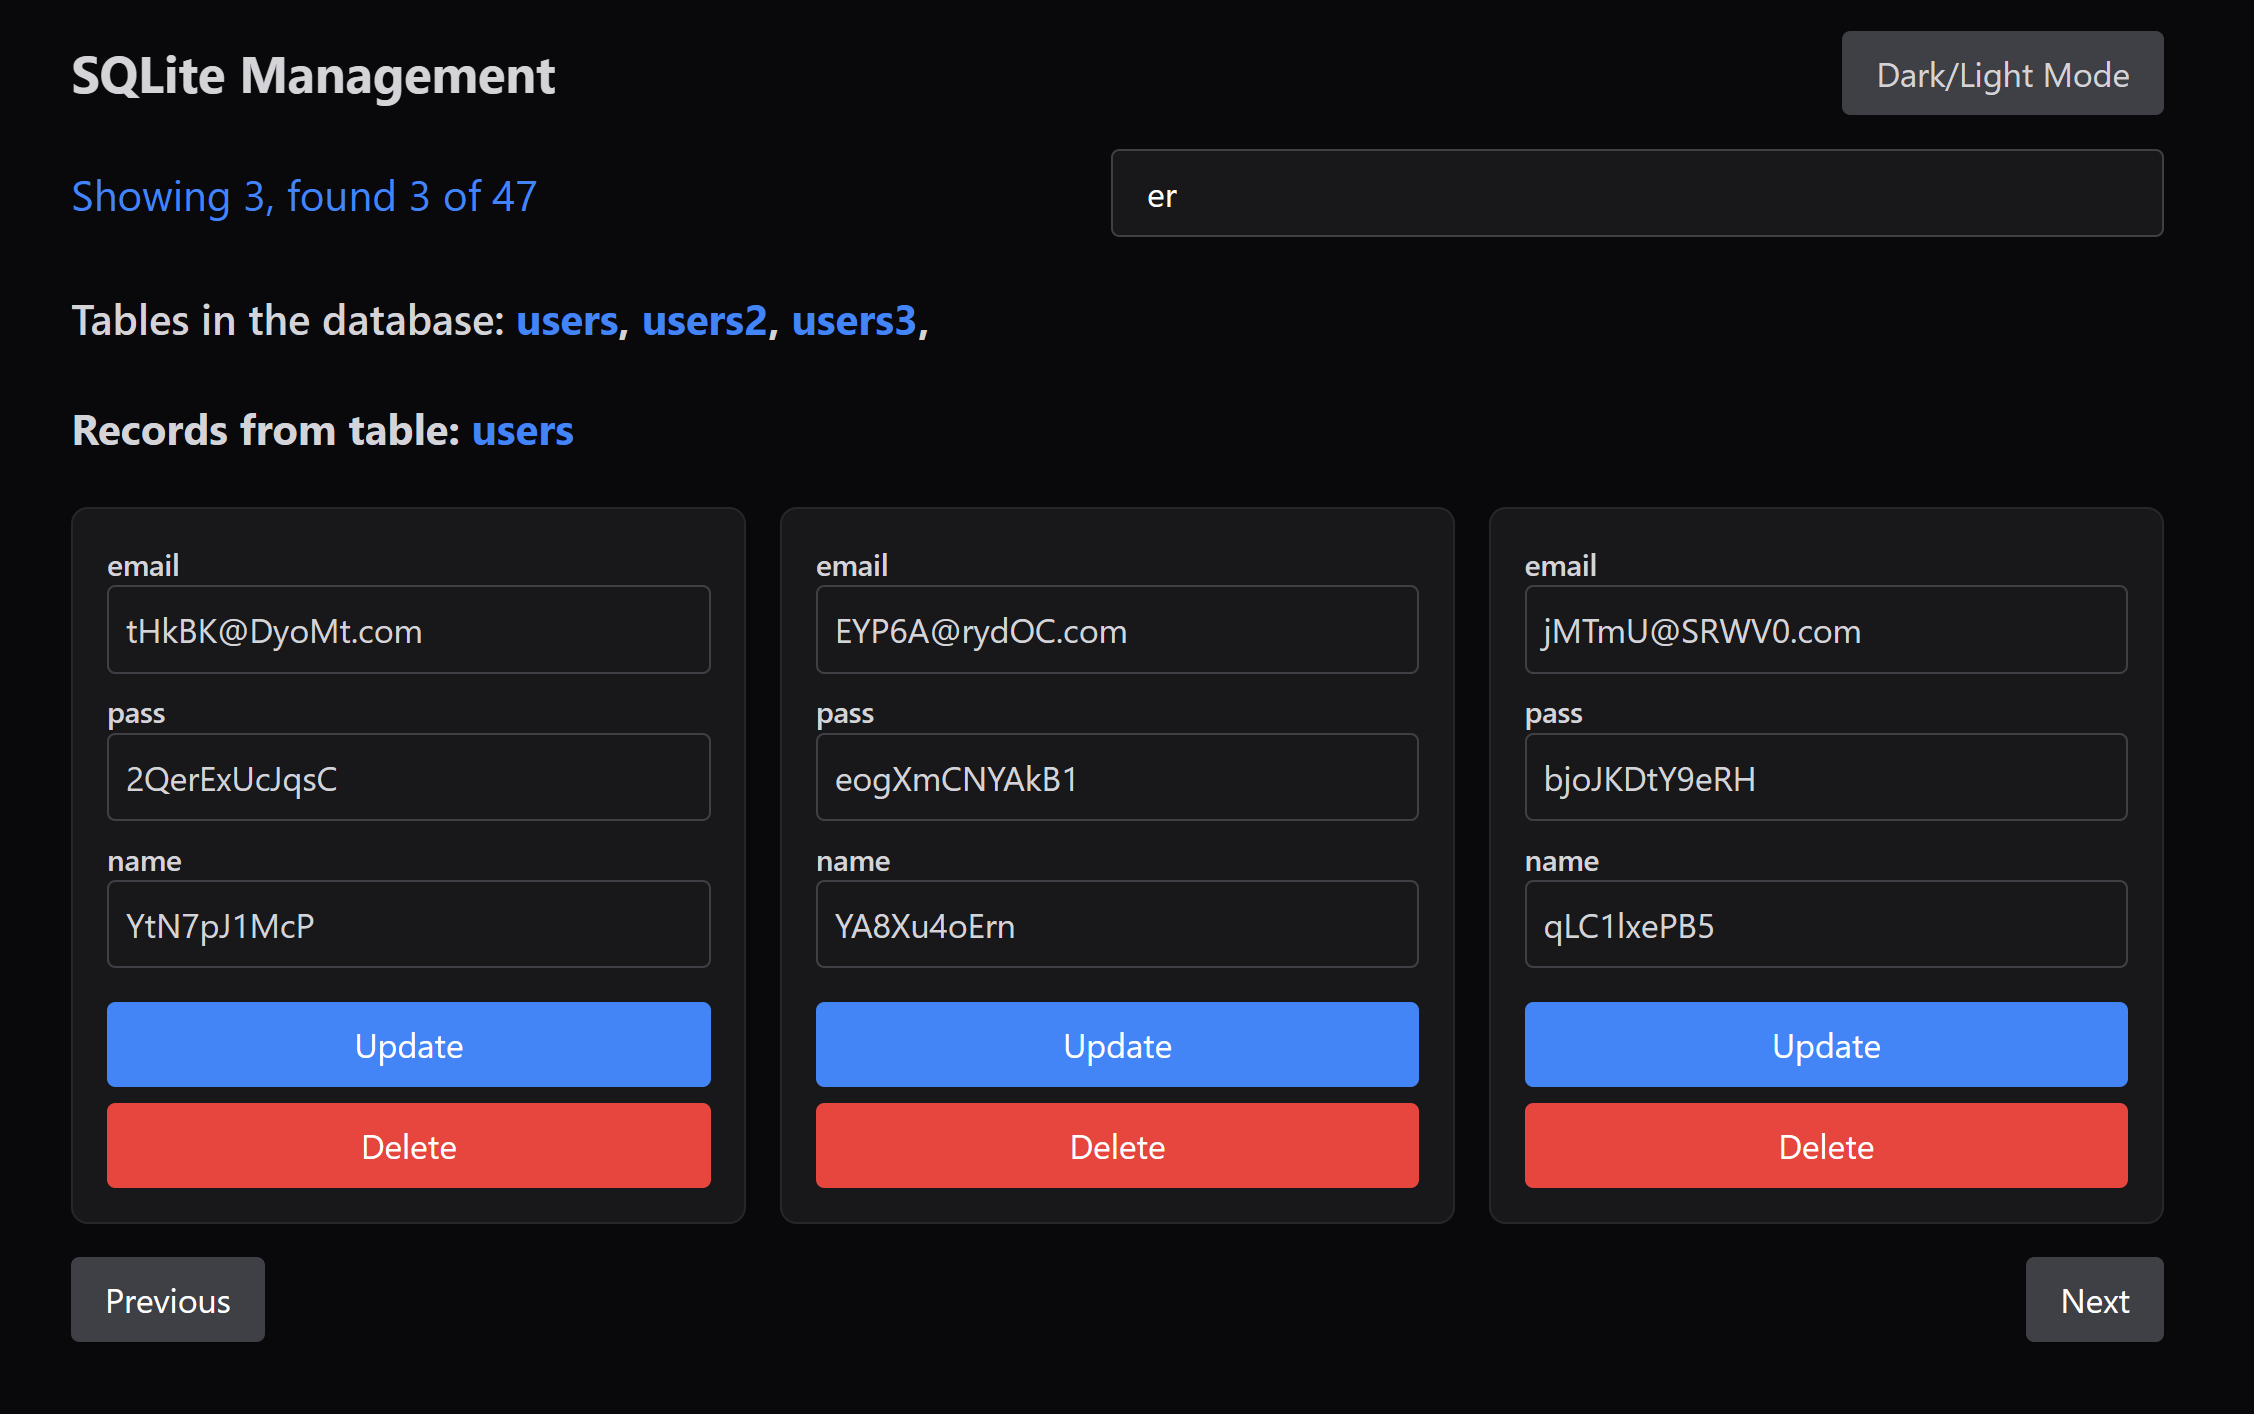 SQLite Management
Dark/Light Mode
Showing 3, found 3 of 47
er
Tables in the database: users, users2, users3,
Records from table: users
email
tHkBK@DyoMt.com
pass
2QerExUcJqsC
name
YtN7pJ1McP
Update
Delete
email
EYP6A@rydOC.com
pass
eogXmCNYAkB1
name
YA8Xu4oErn
Update
Delete
email
jMTmU@SRWV0.com
pass
bjoJKDtY9eRH
name
qLC1lxePB5
Update
Delete
Previous
Next